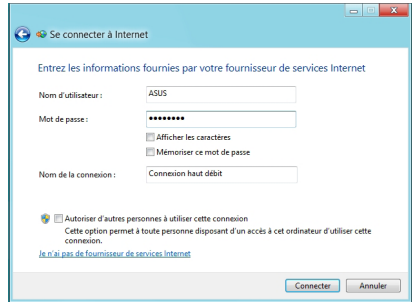 Se connecter à Internet
Entrez les informations fournies par votre fournisseur de services Internet
Nom d'utilisateur :
ASUS
Mot de passe :
••••••••
Afficher les caractères
Mémoriser ce mot de passe
Nom de la connexion :
Connexion haut débit
Autoriser d'autres personnes à utiliser cette connexion
Cette option permet à toute personne disposant d'un accès à cet ordinateur d'utiliser cette
connexion.
Je n'ai pas de fournisseur de services Internet
Connecter
Annuler